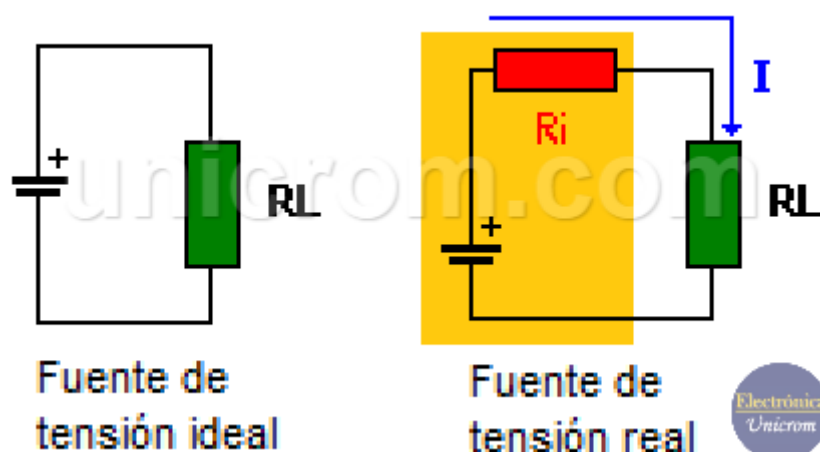 +
RL
Fuente de
tensión ideal
I
Ri
+
RL
Fuente de
tensión real
unicrom.com
Electrónica
Unicrom